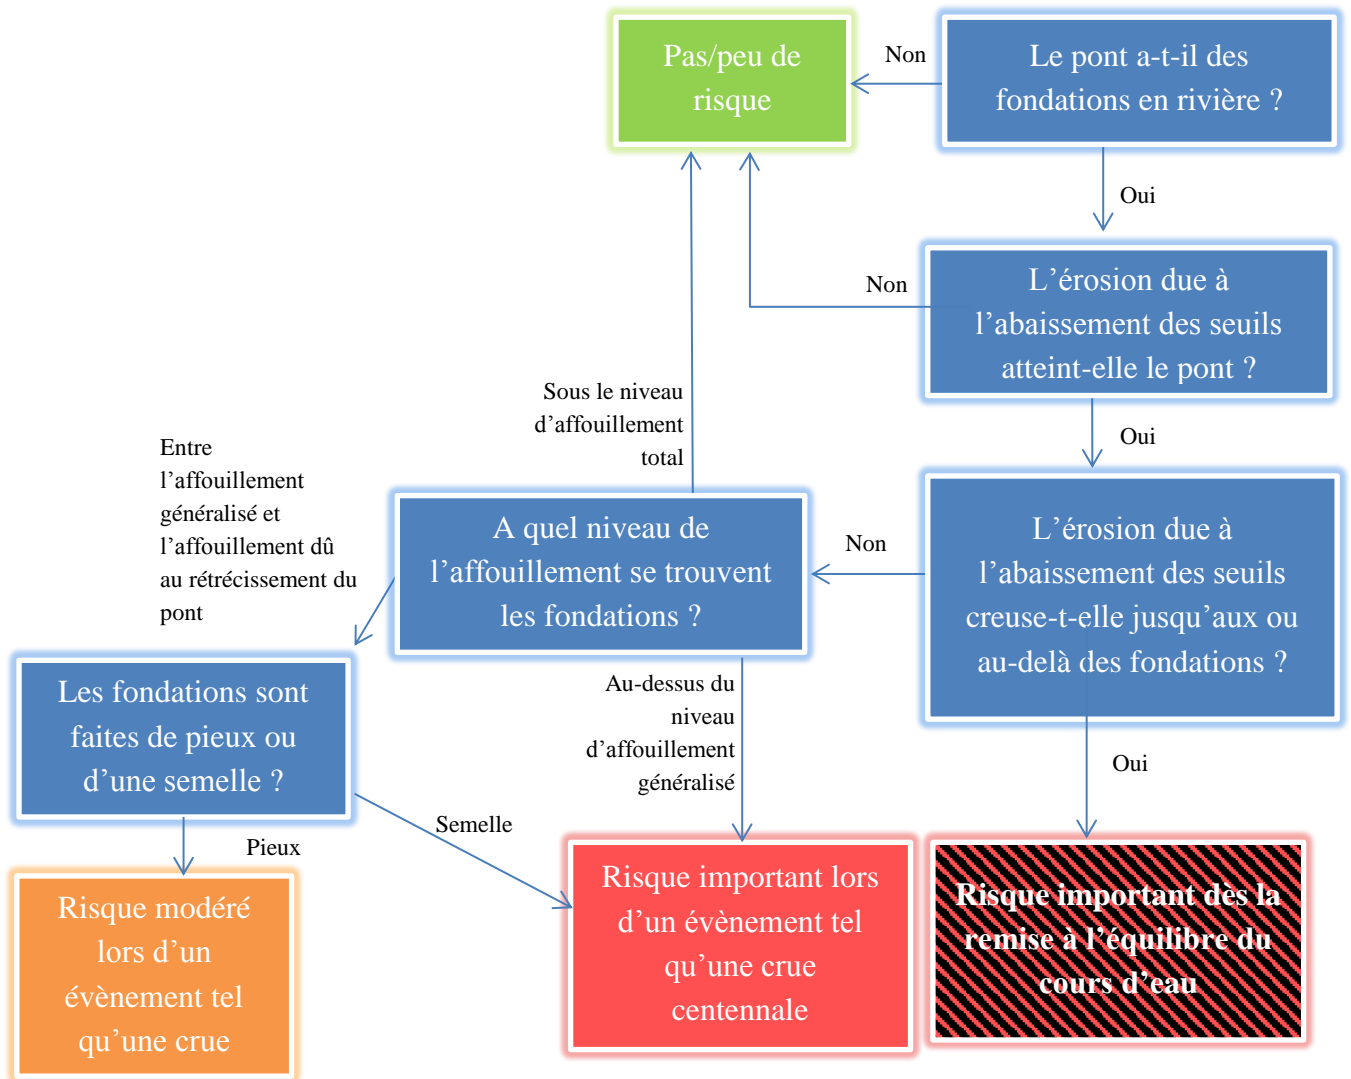 Pas/peu de
risque
Non
Le pont a-t-il des
fondations en rivière ?
Oui
L’érosion due à
l’abaissement des seuils
atteint-elle le pont ?
Non
Oui
Sous le niveau
d’affouillement
total
Entre
l’affouillement
généralisé et
l’affouillement dû
au rétrécissement du
pont
A quel niveau de
l’affouillement se trouvent
les fondations ?
Non
L’érosion due à
l’abaissement des seuils
creuse-t-elle jusqu’aux ou
au-delà des fondations ?
Les fondations sont
faites de pieux ou
d’une semelle ?
Au-dessus du
niveau
d’affouillement
généralisé
Oui
Semelle
Pieux
Risque modéré
lors d’un
évènement tel
qu’une crue
Risque important lors
d’un évènement tel
qu’une crue
centennale
Risque important dès la
remise à l’équilibre du
cours d’eau